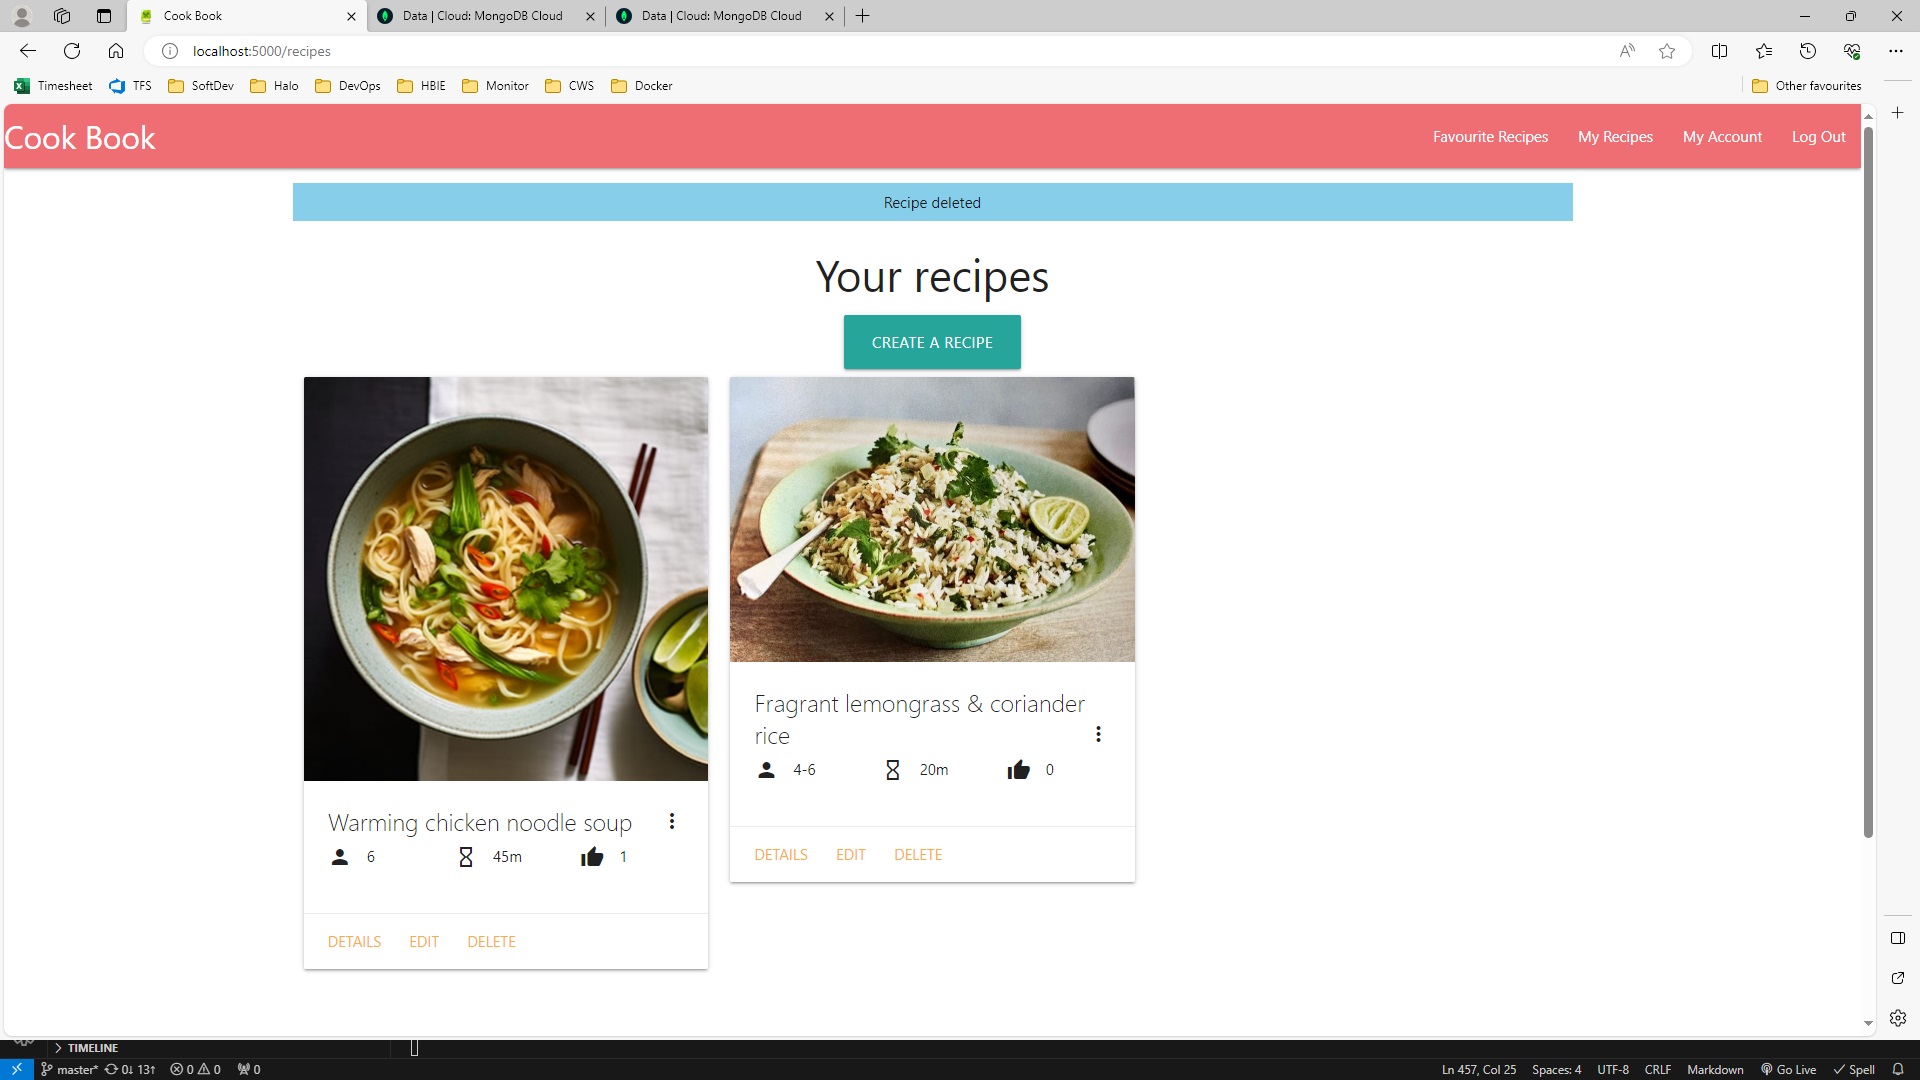 Cook Book
Data | Cloud: MongoDB Cloud
Data | Cloud: MongoDB Cloud
localhost:5000/recipes
Timesheet
TFS
SoftDev
Halo
DevOps
HBIE
Monitor
CWS
Docker
Other favourites
Cook Book
Favourite Recipes
My Recipes
My Account
Log Out
Recipe deleted
Your recipes
CREATE A RECIPE
Warming chicken noodle soup
6
45m
1
DETAILS
EDIT
DELETE
Fragrant lemongrass & coriander
rice
4-6
20m
0
DETAILS
EDIT
DELETE
TIMELINE
master*
0↓ 13↑
0
0
0
Ln 457, Col 25
Spaces: 4
UTF-8
CRLF
Markdown
Go Live
Spell